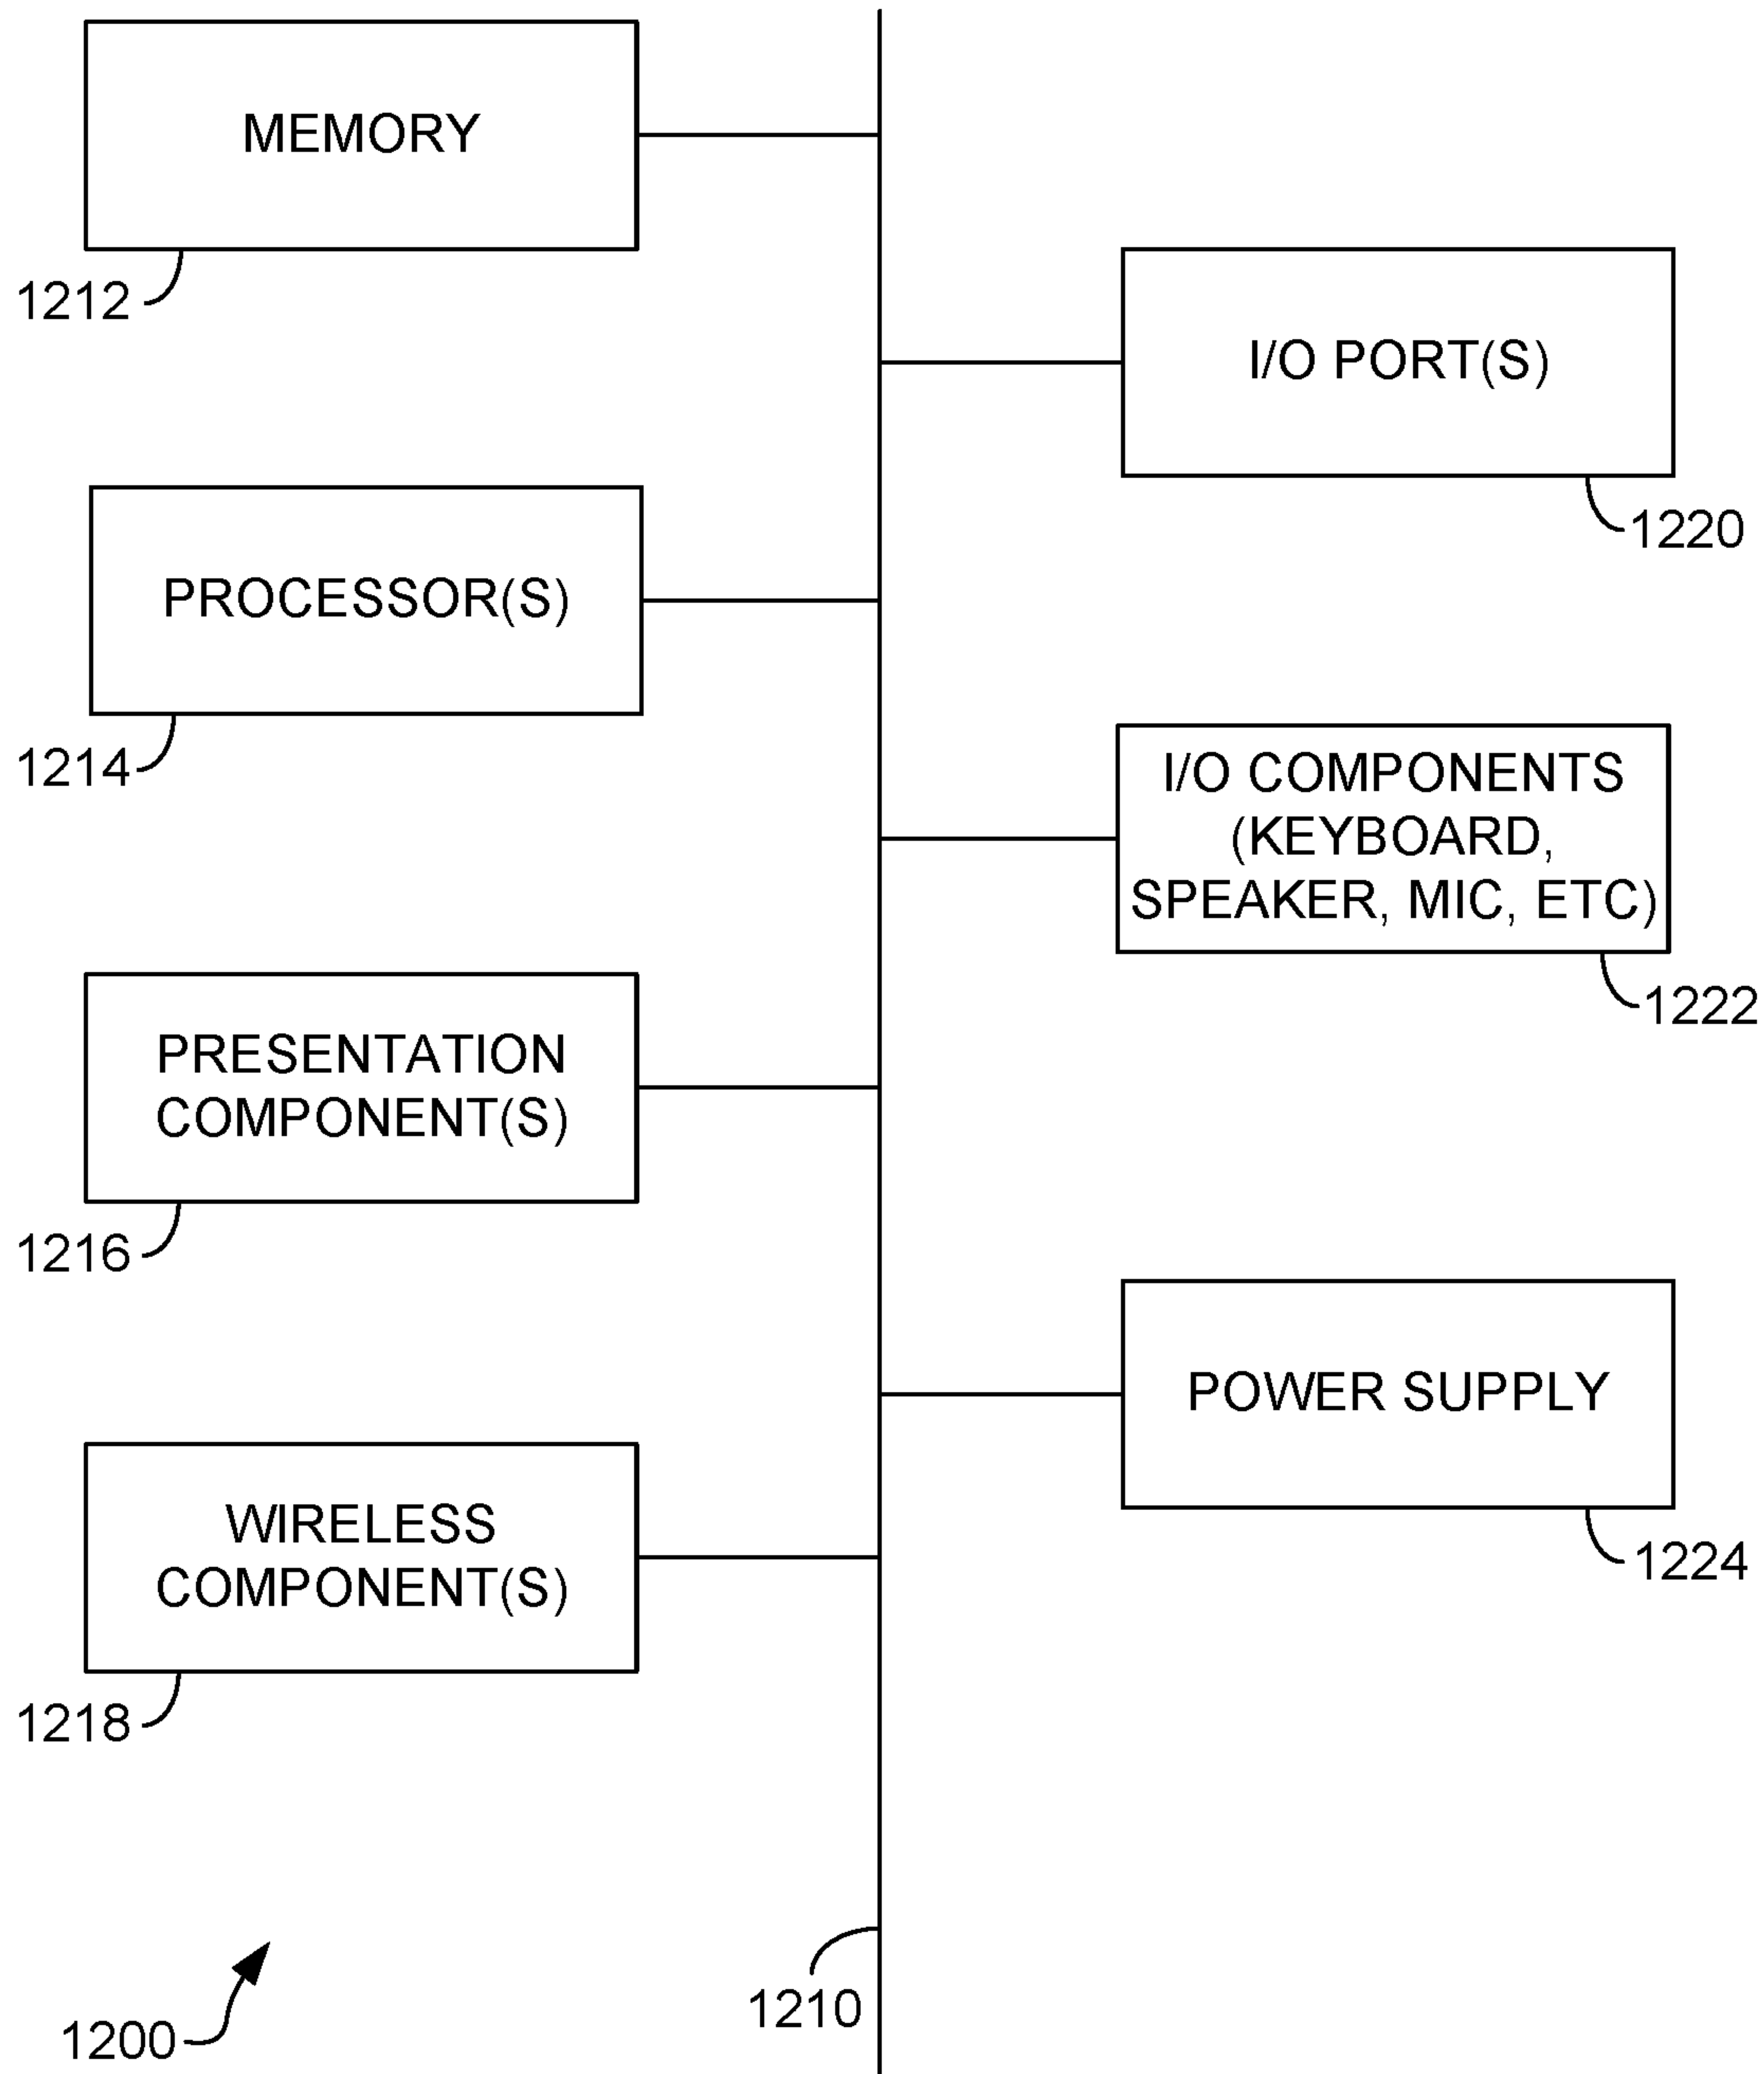 MEMORY
1212
I/O PORT(S)
1220
PROCESSOR(S)
1214
I/O COMPONENTS
(KEYBOARD,
SPEAKER, MIC, ETC)
1222
PRESENTATION
COMPONENT(S)
1216
POWER SUPPLY
1224
WIRELESS
COMPONENT(S)
1218
1210
1200